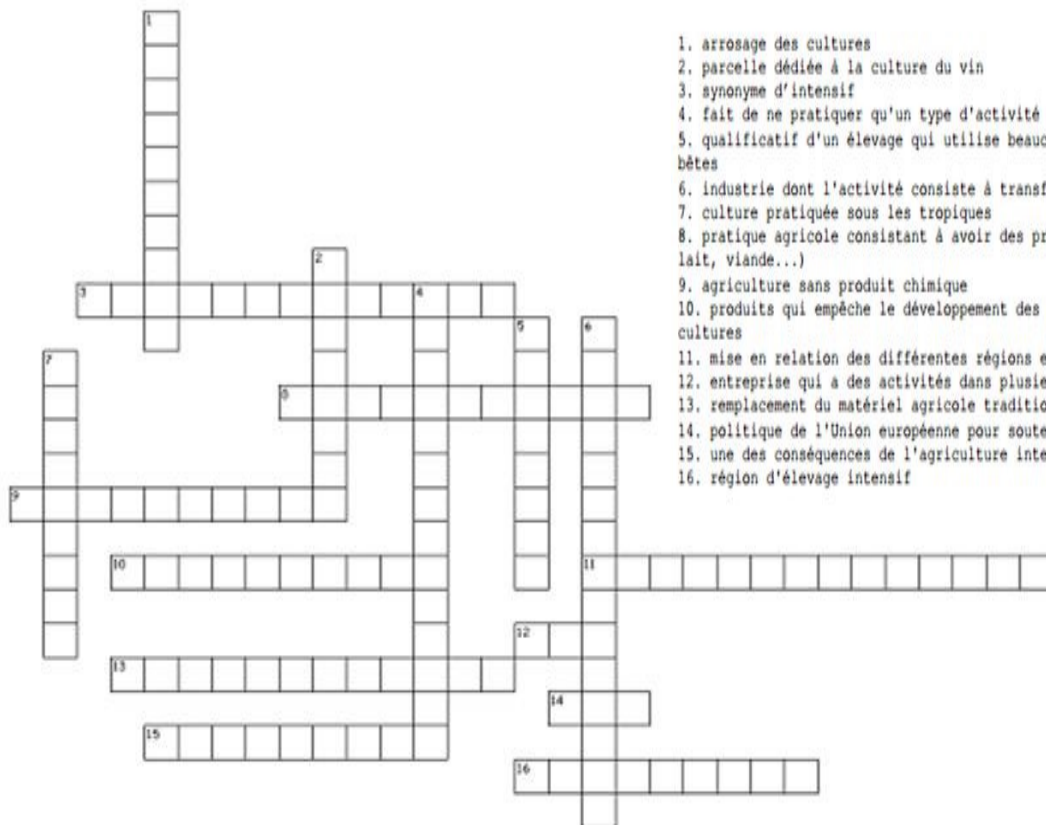 1. arrosage des cultures
2. parcelle dédiée à la culture du vin
3. synonyme d'intensif
4. fait de ne pratiquer qu'un type d'activité
5. qualificatif d'un élevage qui utilise beauc
bêtes
6. industrie dont l'activité consiste à transf
7. culture pratiquée sous les tropiques
8. pratique agricole consistant à avoir des pr
lait, viande...)
9. agriculture sans produit chimique
10. produits qui empêche le développement des
cultures
11. mise en relation des différentes régions e
12. entreprise qui a des activités dans plusie
13. remplacement du matériel agricole traditio
14. politique de l'Union européenne pour soute
15. une des conséquences de l'agriculture inte
16. région d'élevage intensif
1
2
3
4
5
6
7
8
9
10
11
12
13
14
15
16